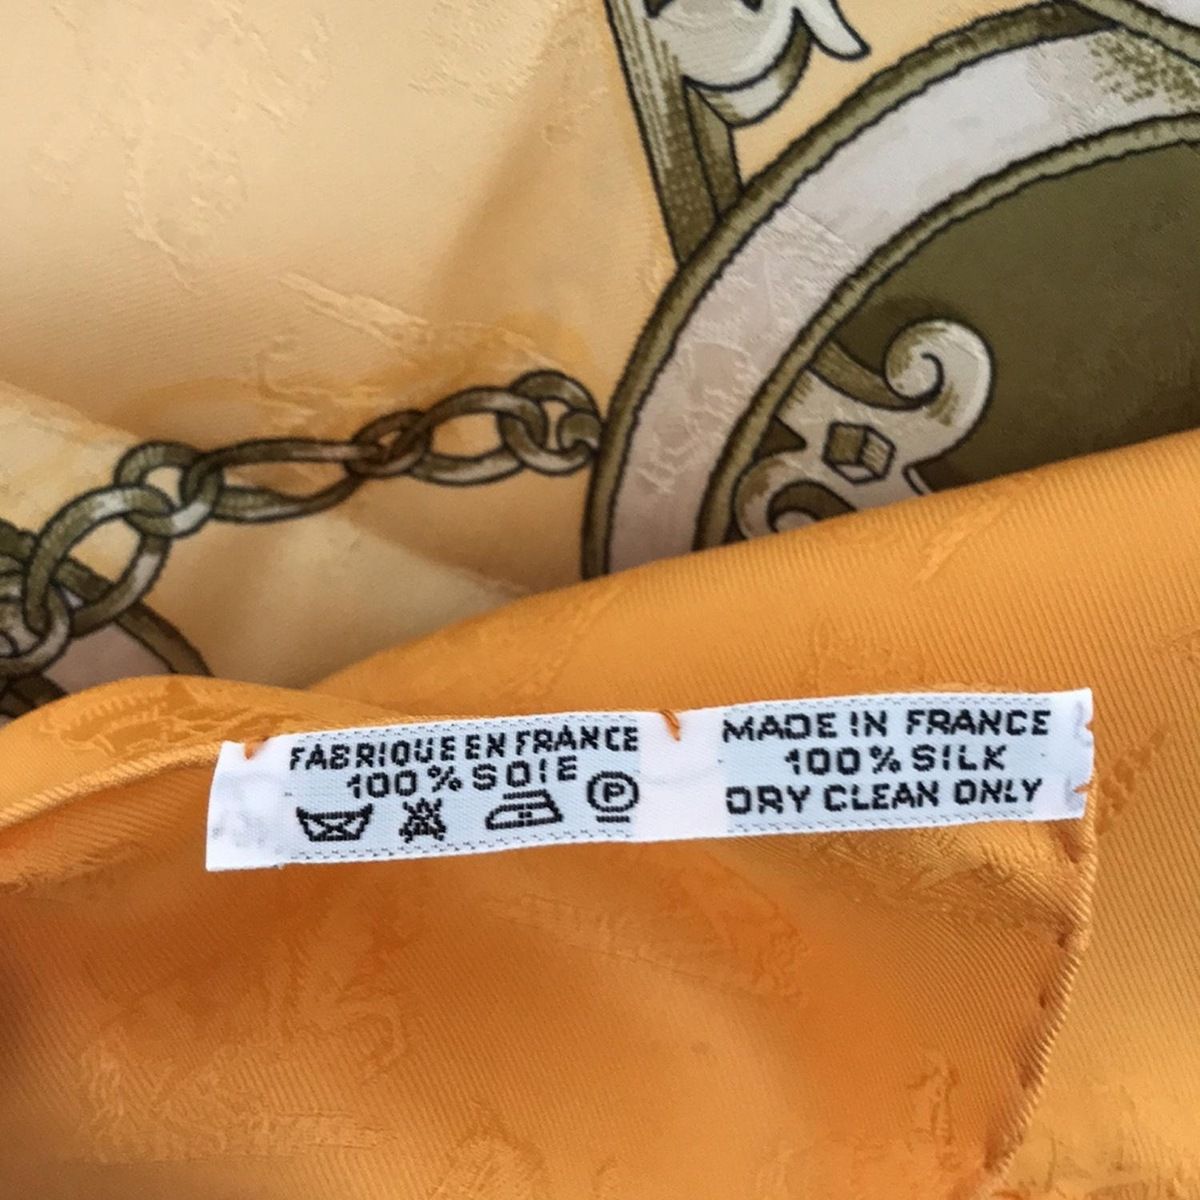 FABRIQUE EN FRANCE
100% SOIE
P
MADE IN FRANCE
100% SILK
DRY CLEAN ONLY